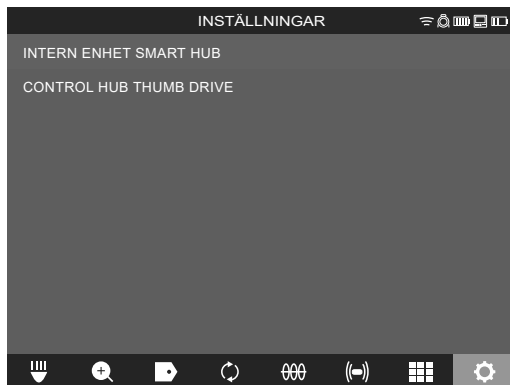 INSTÄLLNINGAR
INTERN ENHET SMART HUB
CONTROL HUB THUMB DRIVE